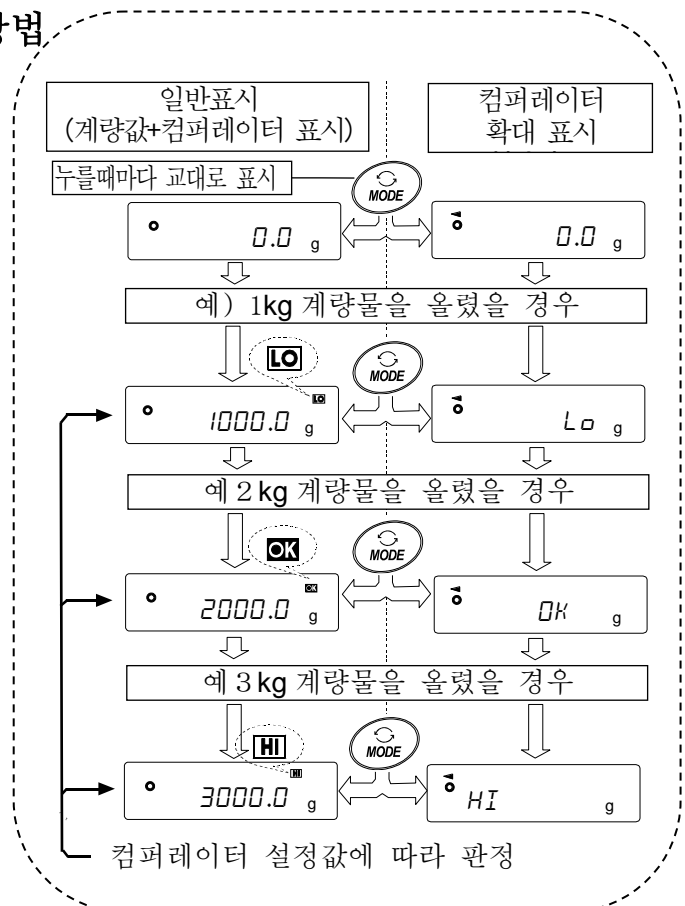 방법
일반표시
(계량값+컴퍼레이터 표시)
컴퍼레이터
확대 표시
누를때마다 교대로 표시
MODE
0.0 g
0.0 g
예) 1kg 계량물을 올렸을 경우
LO
MODE
LO
1000.0 g
Lo g
예 2 kg 계량물을 올렸을 경우
OK
MODE
OK
2000.0 g
OK g
예 3 kg 계량물을 올렸을 경우
HI
MODE
HI
3000.0 g
HI g
컴퍼레이터 설정값에 따라 판정